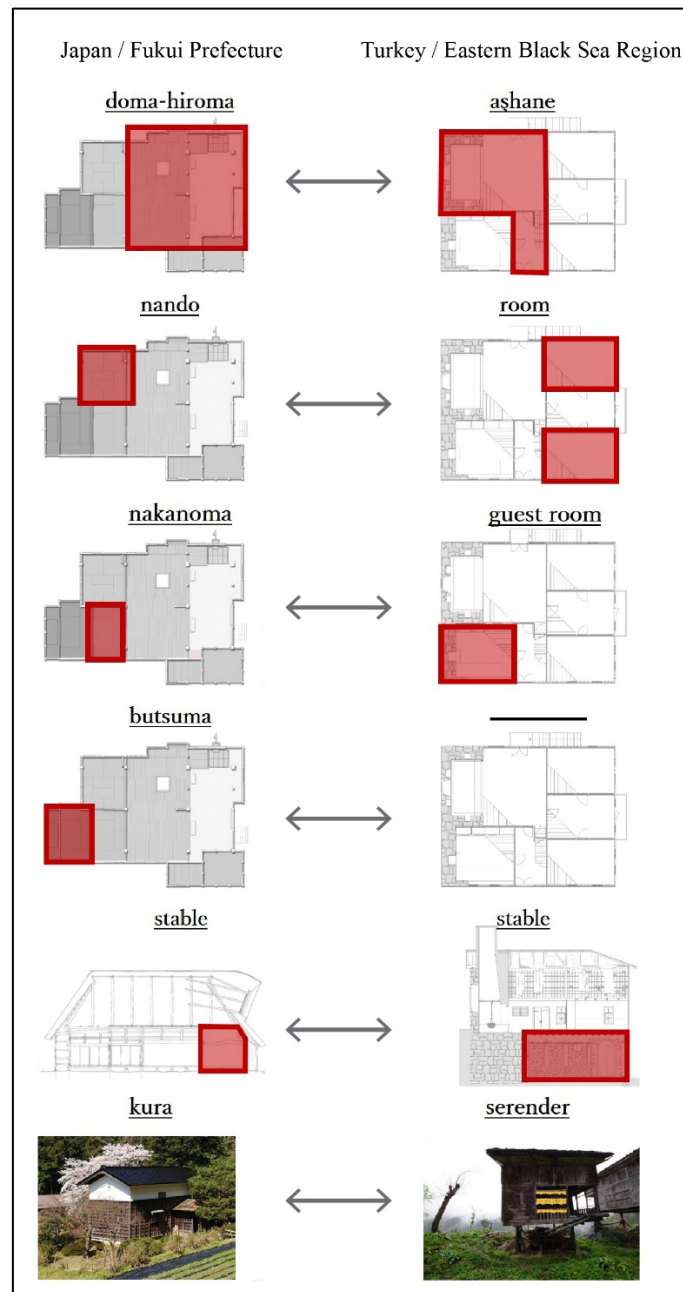 Japan / Fukui Prefecture Turkey / Eastern Black Sea Region
doma-hiroma aşhane
nando room
nakanoma guest room
butsuma
stable stable
kura serender